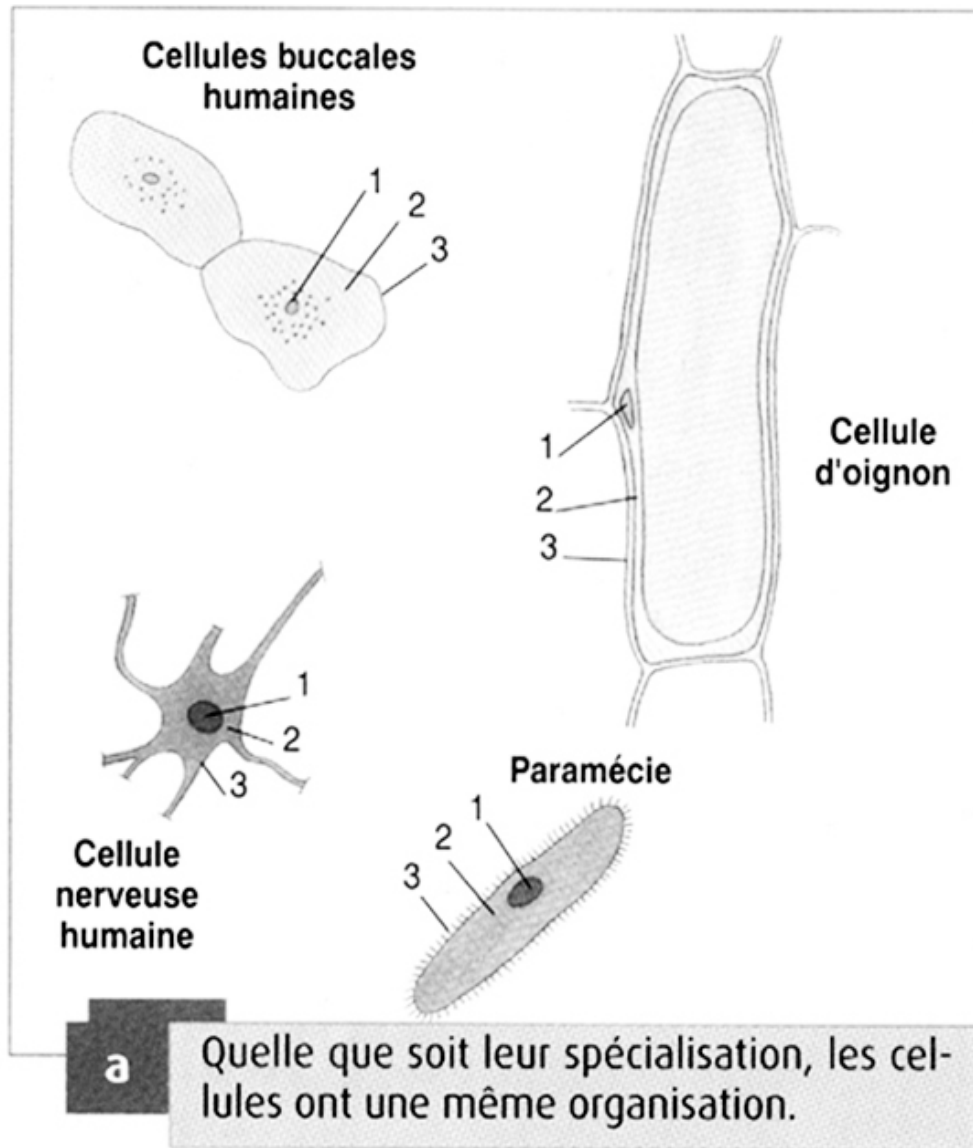 Cellules buccales
humaines
1
2
3
1
2
3
Cellule
d'oignon
1
2
3
Cellule
nerveuse
humaine
Paramécie
1
2
3
a
Quelle que soit leur spécialisation, les cel-
lules ont une même organisation.